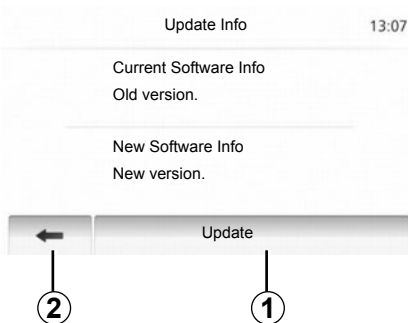 Update Info 13:07
Current Software Info
Old version.
New Software Info
New version.
Update
2 1